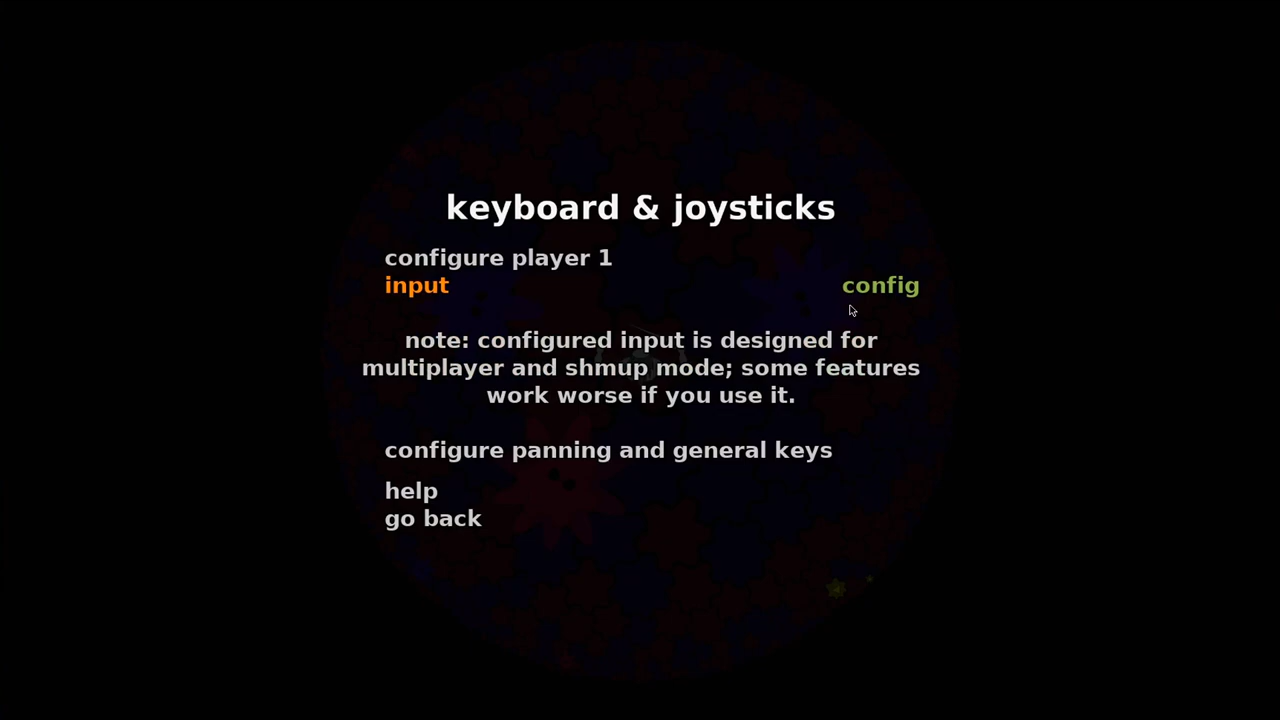 keyboard & joysticks
configure player 1
input config
note: configured input is designed for
multiplayer and shmup mode; some features
work worse if you use it.
configure panning and general keys
help
go back